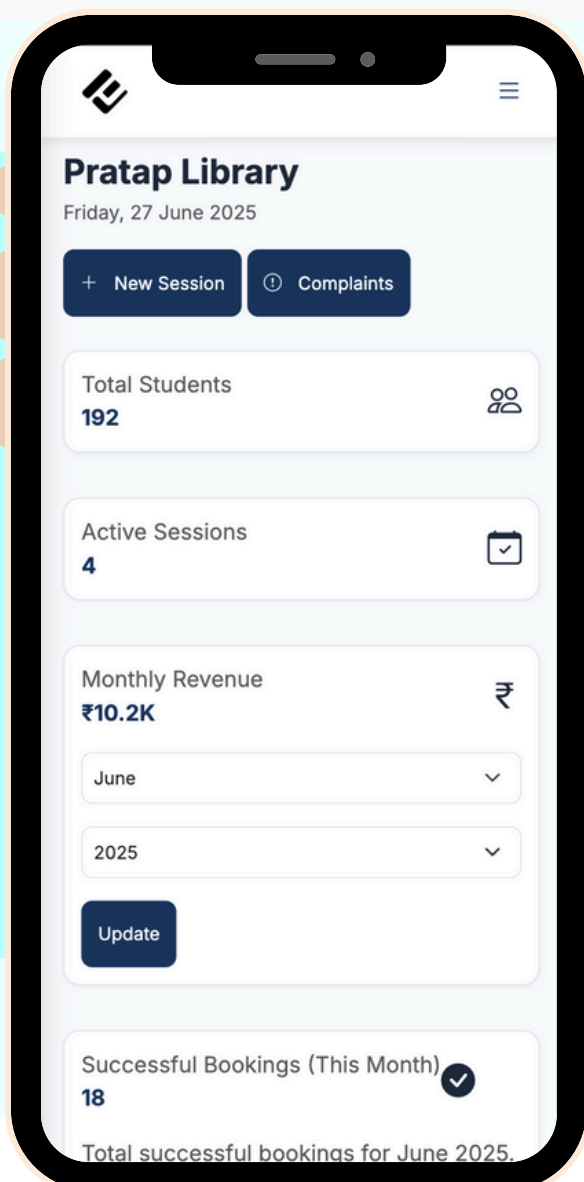 Pratap Library
Friday, 27 June 2025
+ New Session Complaints
Total Students
192
Active Sessions
4
Monthly Revenue
₹
₹10.2K
June
2025
Update
Successful Bookings (This Month)
18
Total successful bookings for June 2025.